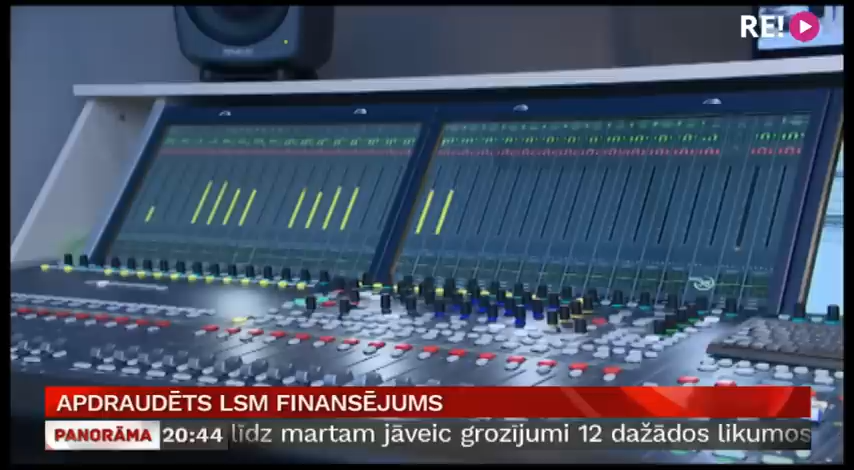 RE!
APDRAUDĒTS LSM FINANSĒJUMS
PANORĀMA 20:44 līdz martam jāveic grozījumi 12 dažādos likumos